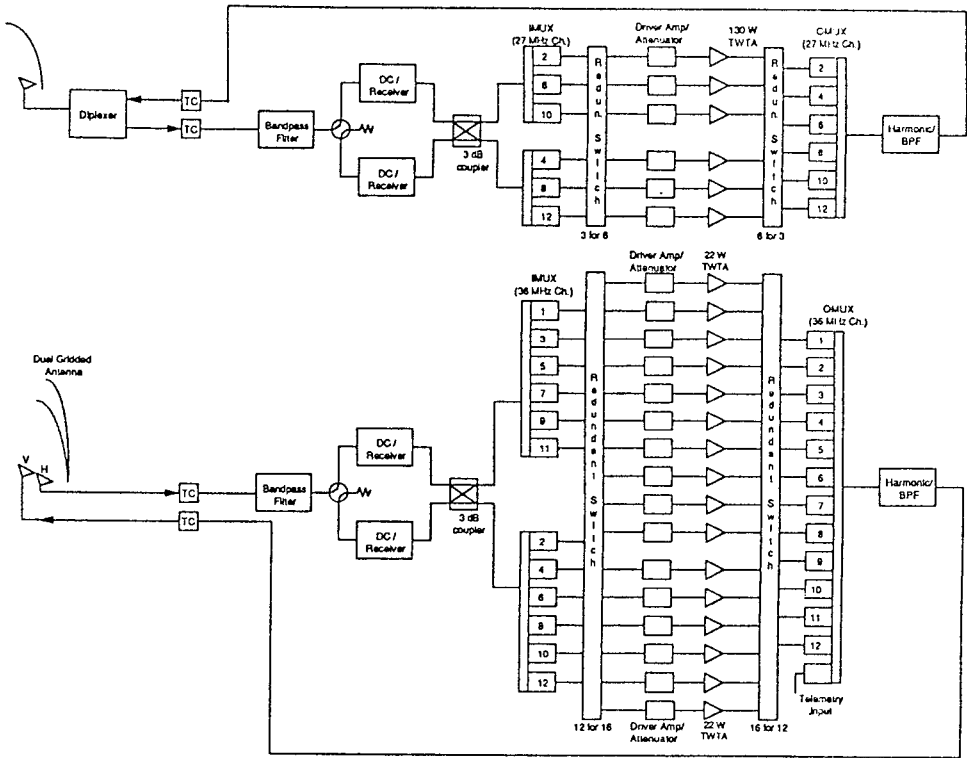 IMUX
(27 MHz Ch.)
Driver Amp/
Attenuator
130 W
TWTA
OMUX
(27 MHz Ch.)
Diplexer
TC
TC
Bandpass
Filter
DC /
Receiver
DC /
Receiver
3 dB
coupler
2
6
10
4
8
12
Redun. Switch
3 for 6
Redun. Switch
6 for 3
2
4
6
8
10
12
Harmonic/
BPF
Driver Amp/
Attenuator
22 W
TWTA
IMUX
(36 MHz Ch.)
OMUX
(36 MHz Ch.)
Dual Gridded
Antenna
V
H
TC
TC
Bandpass
Filter
DC /
Receiver
DC /
Receiver
3 dB
coupler
1
3
5
7
9
11
2
4
6
8
10
12
Redundant Switch
12 for 16
Redundant Switch
16 for 12
1
2
3
4
5
6
7
8
9
10
11
12
Telemetry
Input
Harmonic/
BPF
Driver Amp/
Attenuator
22 W
TWTA